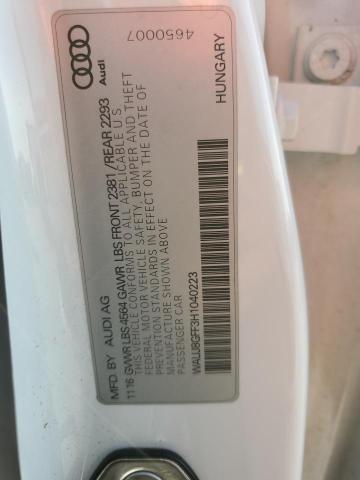 MFD. BY AUDI AG
Audi
11 16 GVWR LBS 4564 GAWR LBS FRONT 2381 / REAR 2293
THIS VEHICLE CONFORMS TO ALL APPLICABLE U S
FEDERAL MOTOR VEHICLE SAFETY, BUMPER AND THEFT
PREVENTION STANDARDS IN EFFECT ON THE DATE OF
MANUFACTURE SHOWN ABOVE
PASSENGER CAR
4650007
WAUJ8GFF3H1040223
HUNGARY